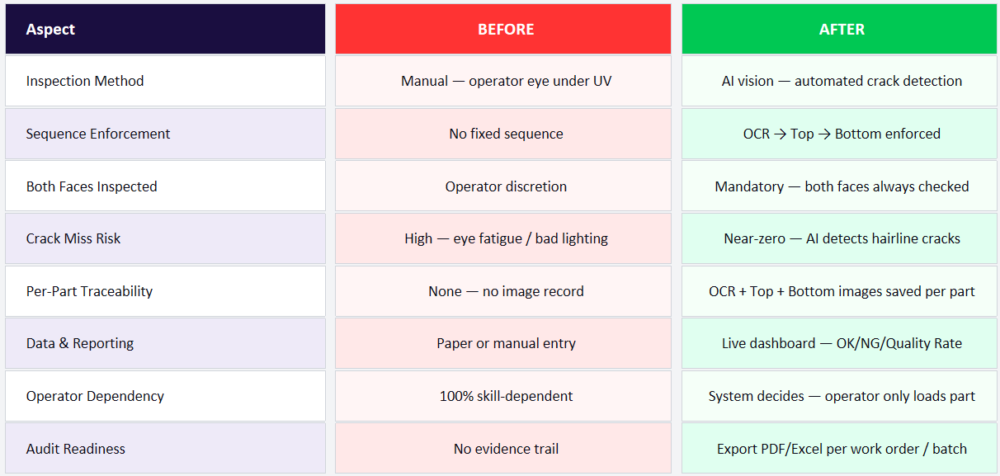 Aspect BEFORE AFTER
Inspection Method Manual — operator eye under UV AI vision — automated crack detection
Sequence Enforcement No fixed sequence OCR → Top → Bottom enforced
Both Faces Inspected Operator discretion Mandatory — both faces always checked
Crack Miss Risk High — eye fatigue / bad lighting Near-zero — AI detects hairline cracks
Per-Part Traceability None — no image record OCR + Top + Bottom images saved per part
Data & Reporting Paper or manual entry Live dashboard — OK/NG/Quality Rate
Operator Dependency 100% skill-dependent System decides — operator only loads part
Audit Readiness No evidence trail Export PDF/Excel per work order / batch